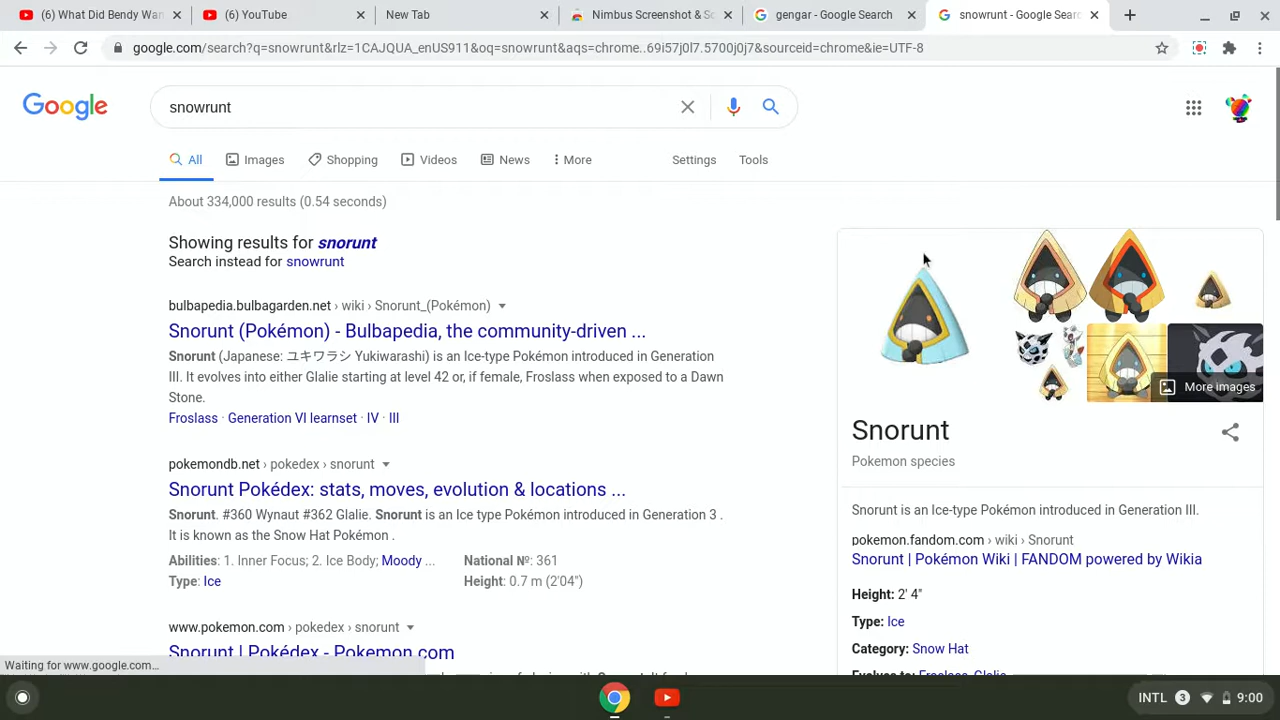 (6) What Did Bendy Wan
(6) YouTube
New Tab
Nimbus Screenshot & Sc
gengar - Google Search
snowrunt - Google Searc
google.com/search?q=snowrunt&rlz=1CAJQUA_enUS911&oq=snowrunt&aqs=chrome..69i57j0l7.5700j0j7&sourceid=chrome&ie=UTF-8
Google
snowrunt
All
Images
Shopping
Videos
News
More
Settings
Tools
About 334,000 results (0.54 seconds)
Showing results for snorunt
Search instead for snowrunt
bulbapedia.bulbagarden.net › wiki › Snorunt_(Pokémon)
Snorunt (Pokémon) - Bulbapedia, the community-driven ...
Snorunt (Japanese: ユキワラシ Yukiwarashi) is an Ice-type Pokémon introduced in Generation
III. It evolves into either Glalie starting at level 42 or, if female, Froslass when exposed to a Dawn
Stone.
Froslass · Generation VI learnset · IV · III
pokemondb.net › pokedex › snorunt
Snorunt Pokédex: stats, moves, evolution & locations ...
Snorunt. #360 Wynaut #362 Glalie. Snorunt is an Ice type Pokémon introduced in Generation 3 .
It is known as the Snow Hat Pokémon .
Abilities: 1. Inner Focus; 2. Ice Body; Moody ...
National №: 361
Type: Ice
Height: 0.7 m (2′04″)
www.pokemon.com › pokedex › snorunt
Snorunt | Pokédex - Pokemon.com
More images
Snorunt
Pokemon species
Snorunt is an Ice-type Pokémon introduced in Generation III.
pokemon.fandom.com › wiki › Snorunt
Snorunt | Pokémon Wiki | FANDOM powered by Wikia
Height: 2' 4"
Type: Ice
Category: Snow Hat
Evolves to: Froslass, Glalie
Waiting for www.google.com...
INTL 3 9:00